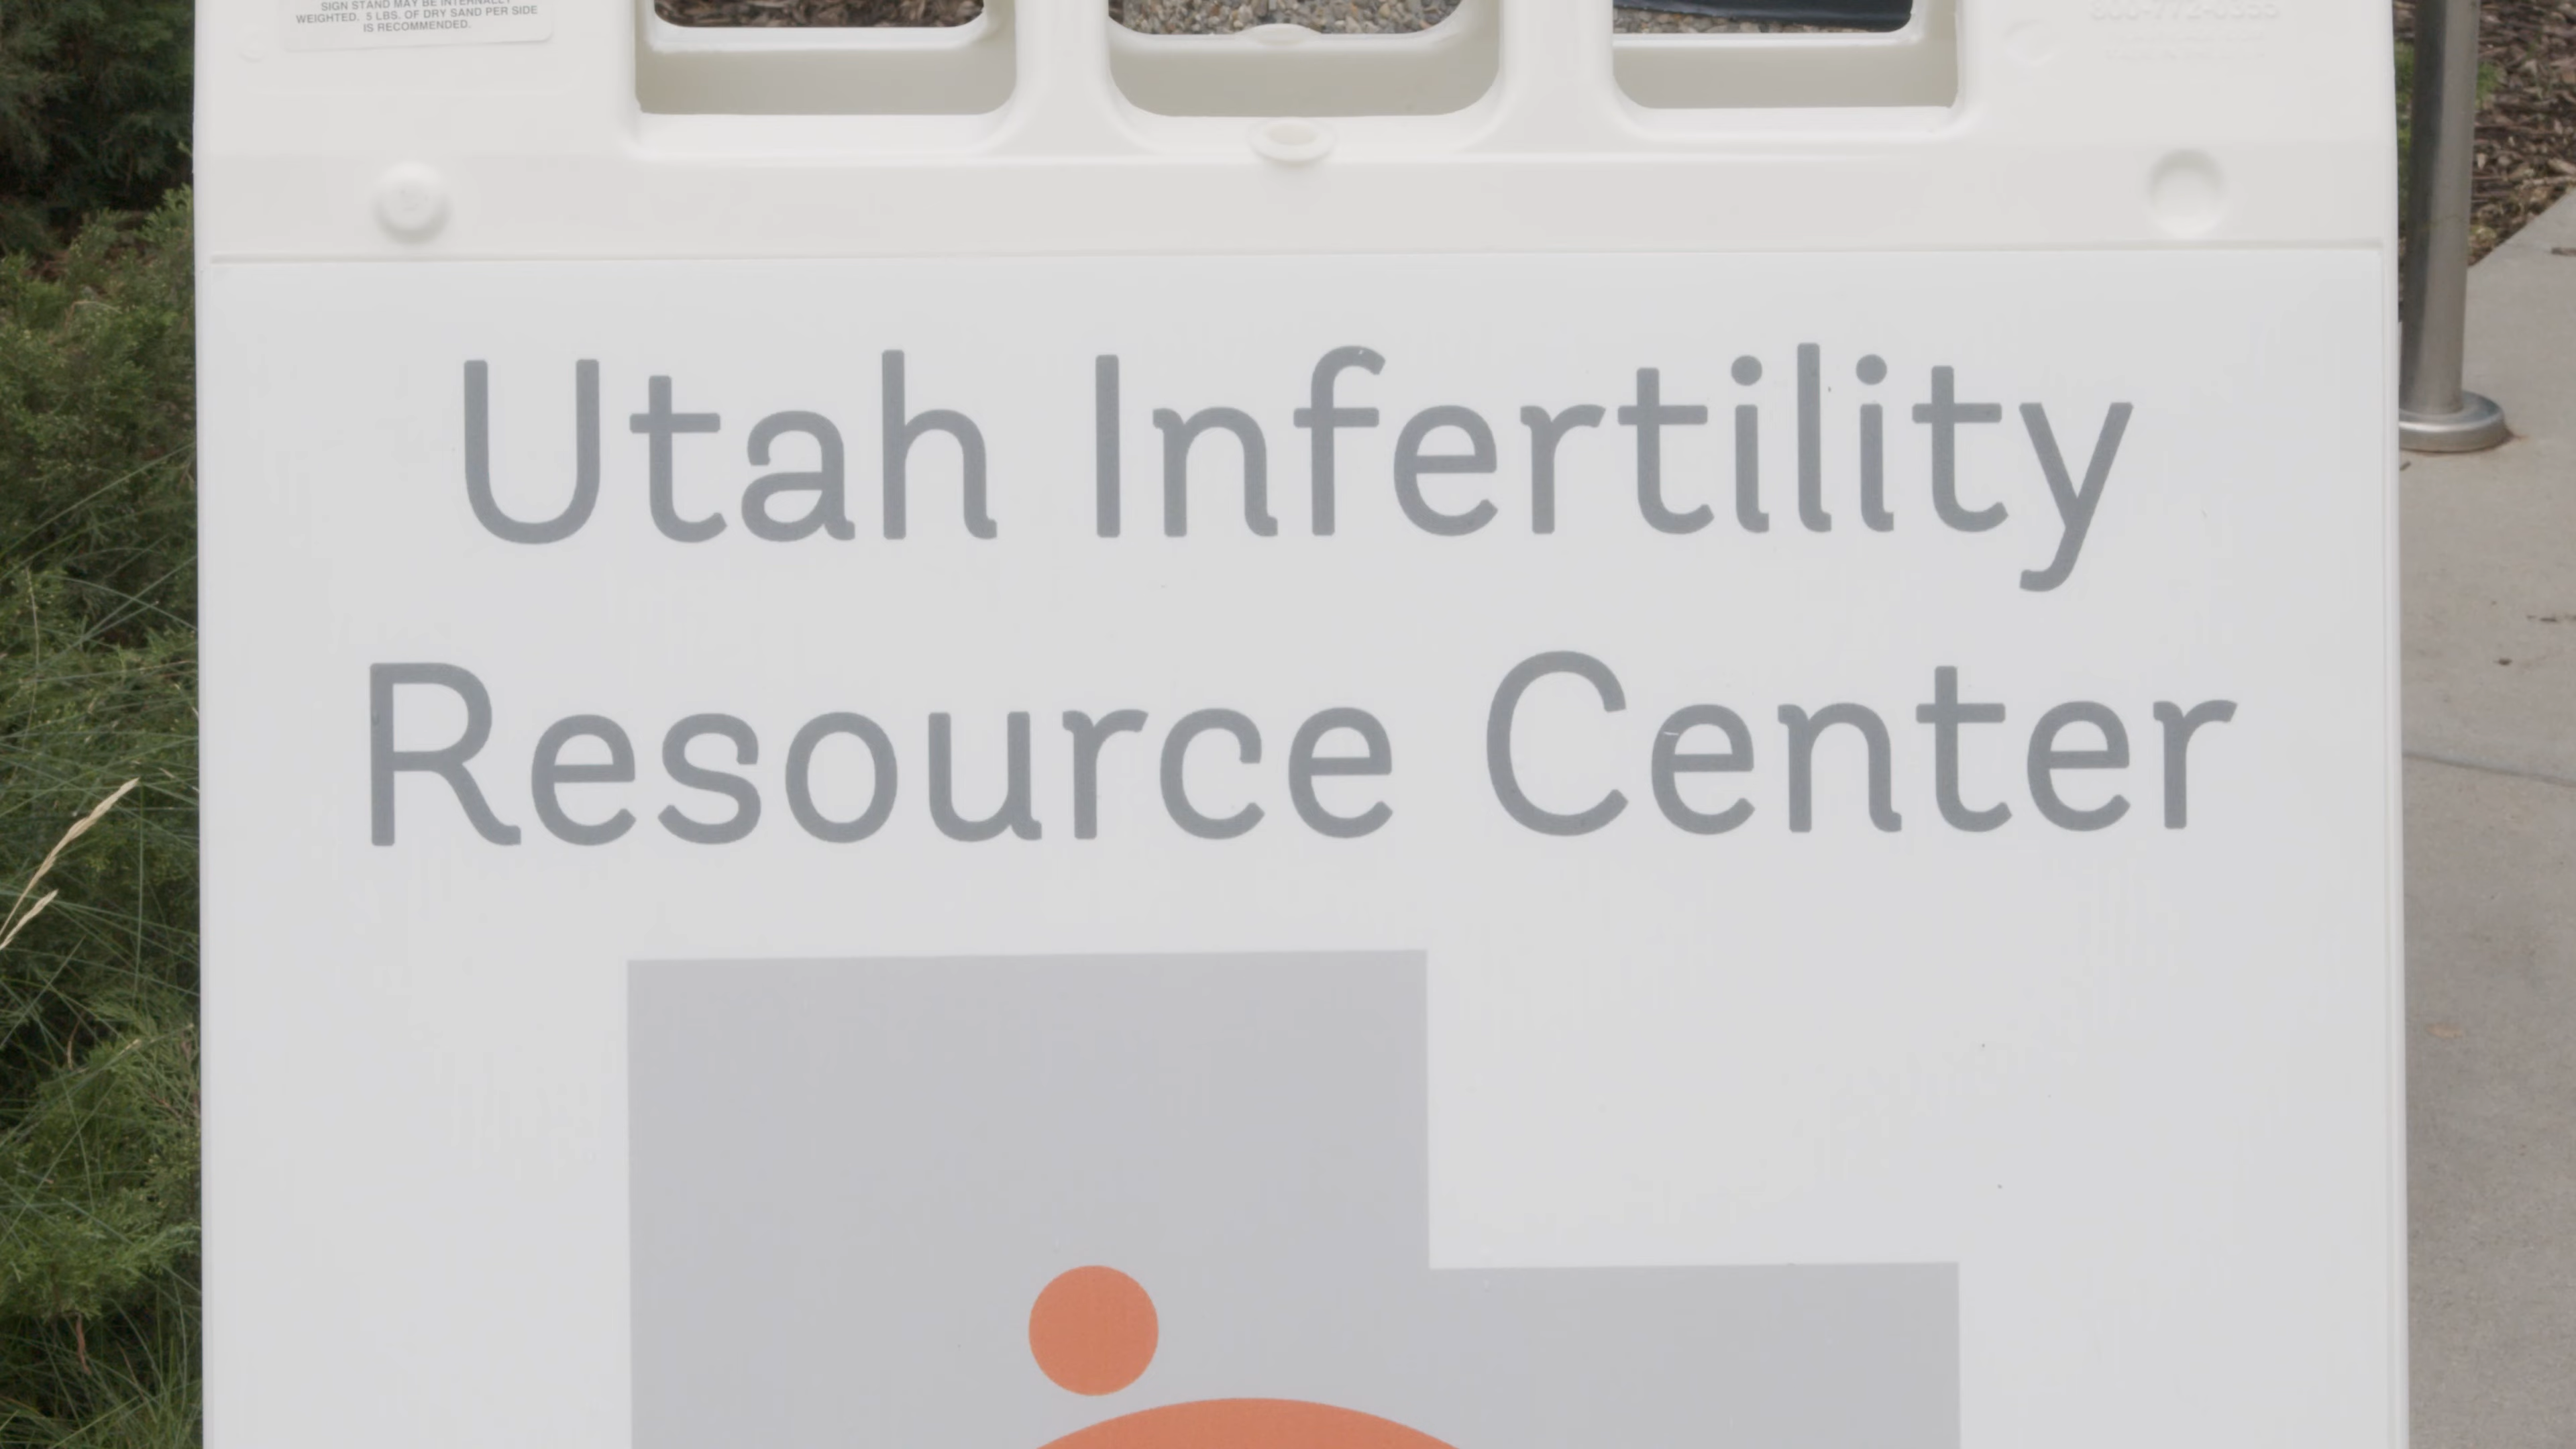 SIGN STAND MAY BE INTERNALLY
WEIGHTED. 5 LBS. OF DRY SAND PER SIDE
IS RECOMMENDED.
Utah Infertility
Resource Center